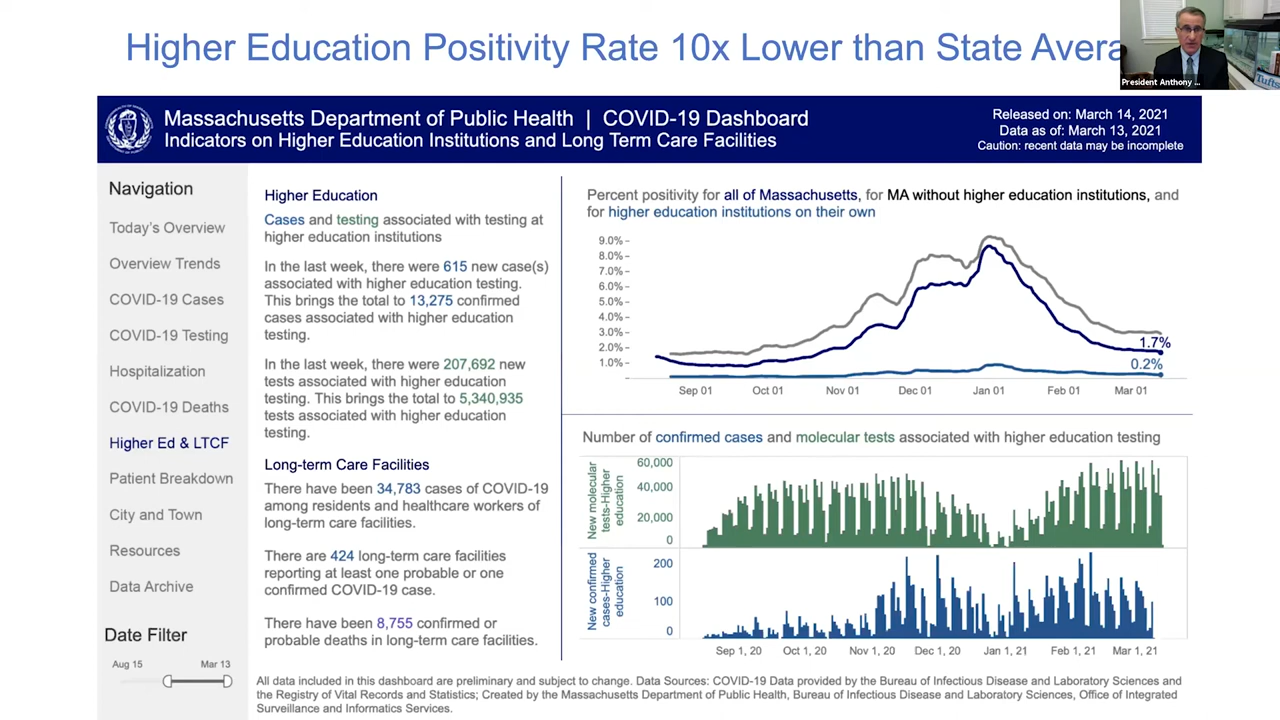 Higher Education Positivity Rate 10x Lower than State Avera
President Anthony ...
Tufts
Massachusetts Department of Public Health | COVID-19 Dashboard
Indicators on Higher Education Institutions and Long Term Care Facilities
Released on: March 14, 2021
Data as of: March 13, 2021
Caution: recent data may be incomplete
Navigation
Today's Overview
Overview Trends
COVID-19 Cases
COVID-19 Testing
Hospitalization
COVID-19 Deaths
Higher Ed & LTCF
Patient Breakdown
City and Town
Resources
Data Archive
Date Filter
Aug 15
Mar 13
Higher Education
Cases and testing associated with testing at
higher education institutions
In the last week, there were 615 new case(s)
associated with higher education testing.
This brings the total to 13,275 confirmed
cases associated with higher education
testing.
In the last week, there were 207,692 new
tests associated with higher education
testing. This brings the total to 5,340,935
tests associated with higher education
testing.
Long-term Care Facilities
There have been 34,783 cases of COVID-19
among residents and healthcare workers of
long-term care facilities.
There are 424 long-term care facilities
reporting at least one probable or one
confirmed COVID-19 case.
There have been 8,755 confirmed or
probable deaths in long-term care facilities.
Percent positivity for all of Massachusetts, for MA without higher education institutions, and
for higher education institutions on their own
9.0%
8.0%
7.0%
6.0%
5.0%
4.0%
3.0%
2.0%
1.0%
1.7%
0.2%
Sep 01
Oct 01
Nov 01
Dec 01
Jan 01
Feb 01
Mar 01
Number of confirmed cases and molecular tests associated with higher education testing
New molecular
tests-Higher
education
60,000
40,000
20,000
0
New confirmed
cases-Higher
education
200
100
0
Sep 1, 20
Oct 1, 20
Nov 1, 20
Dec 1, 20
Jan 1, 21
Feb 1, 21
Mar 1, 21
All data included in this dashboard are preliminary and subject to change. Data Sources: COVID-19 Data provided by the Bureau of Infectious Disease and Laboratory Sciences and
the Registry of Vital Records and Statistics; Created by the Massachusetts Department of Public Health, Bureau of Infectious Disease and Laboratory Sciences, Office of Integrated
Surveillance and Informatics Services.